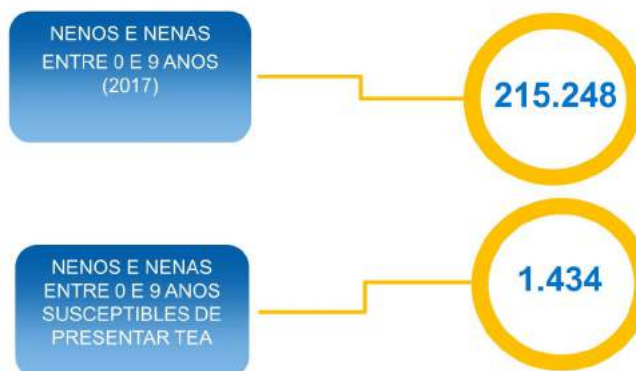 NENOS E NENAS
ENTRE 0 E 9 ANOS
(2017)
215.248
NENOS E NENAS
ENTRE 0 E 9 ANOS
SUSCEPTIBLES DE
PRESENTAR TEA
1.434